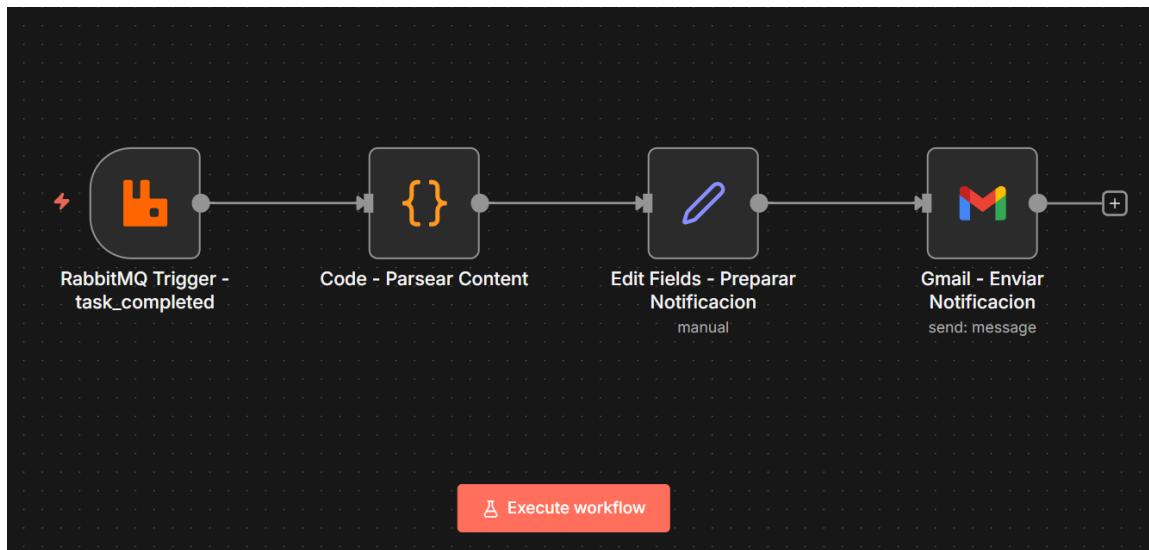 RabbitMQ Trigger -
task_completed
Code - Parsear Content
Edit Fields - Preparar
Notificacion
manual
Gmail - Enviar
Notificacion
send: message
Execute workflow